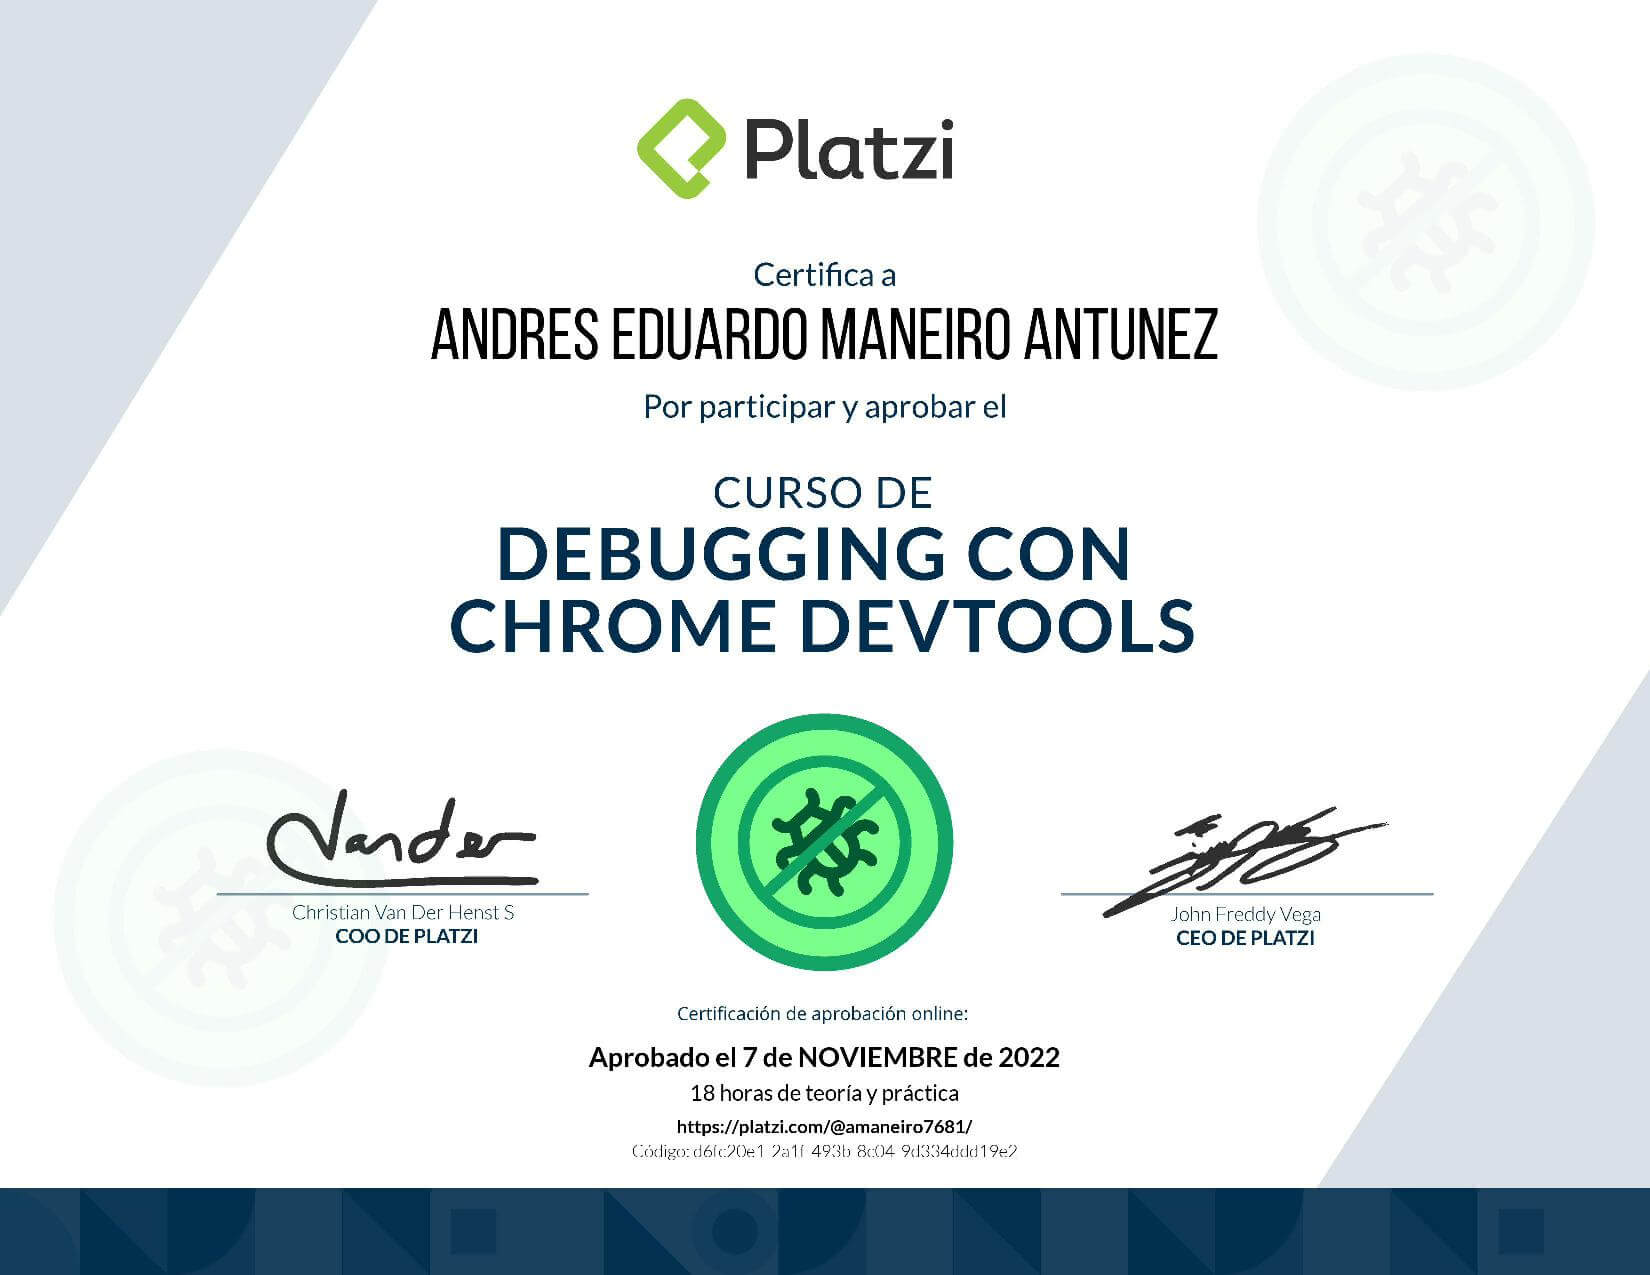 Platzi
Certifica a
ANDRES EDUARDO MANEIRO ANTUNEZ
Por participar y aprobar el
CURSO DE
DEBUGGING CON
CHROME DEVTOOLS
Vander
Christian Van Der Henst S
COO DE PLATZI
John Freddy Vega
CEO DE PLATZI
Certificación de aprobación online:
Aprobado el 7 de NOVIEMBRE de 2022
18 horas de teoría y práctica
https://platzi.com/@amaneiro7681/
Código: d6fc20e1-2a1f-493b-8c04-9d334ddd19e2